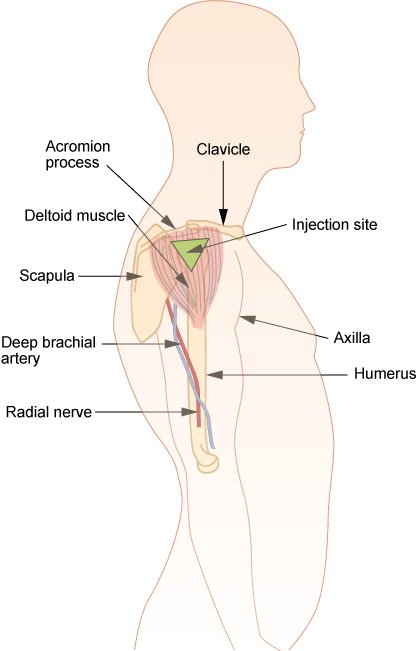 Acromion
process
Clavicle
Deltoid muscle
Injection site
Scapula
Axilla
Deep brachial
artery
Humerus
Radial nerve